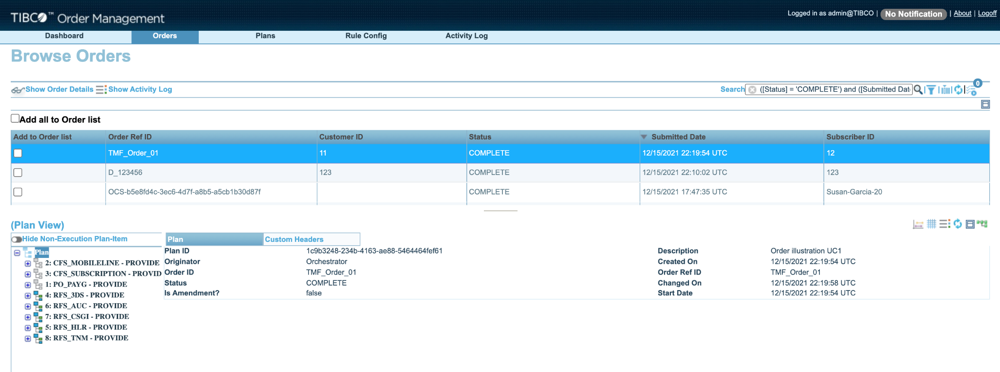 TIBCO™ Order Management
Logged in as admin@TIBCO | No Notification | About | Logoff
Dashboard Orders Plans Rule Config Activity Log
Browse Orders
Show Order Details Show Activity Log Search ([Status] = 'COMPLETE') and ([Submitted Dat 0
Add all to Order list
Add to Order list Order Ref ID Customer ID Status Submitted Date Subscriber ID
TMF_Order_01 11 COMPLETE 12/15/2021 22:19:54 UTC 12
D_123456 123 COMPLETE 12/15/2021 22:10:02 UTC 123
OCS-b5e8fd4c-3ec6-4d7f-a8b5-a5cb1b30d87f COMPLETE 12/15/2021 17:47:35 UTC Susan-Garcia-20
(Plan View)
Hide Non-Execution Plan-Item
Plan
2: CFS_MOBILELINE - PROVIDE
3: CFS_SUBSCRIPTION - PROVID
1: PO_PAYG - PROVIDE
4: RFS_3DS - PROVIDE
6: RFS_AUC - PROVIDE
7: RFS_CSGI - PROVIDE
5: RFS_HLR - PROVIDE
8: RFS_TNM - PROVIDE
Plan Custom Headers
Plan ID 1c9b3248-234b-4163-ae88-5464464fef61 Description Order illustration UC1
Originator Orchestrator Created On 12/15/2021 22:19:54 UTC
Order ID TMF_Order_01 Order Ref ID TMF_Order_01
Status COMPLETE Changed On 12/15/2021 22:19:58 UTC
Is Amendment? false Start Date 12/15/2021 22:19:54 UTC